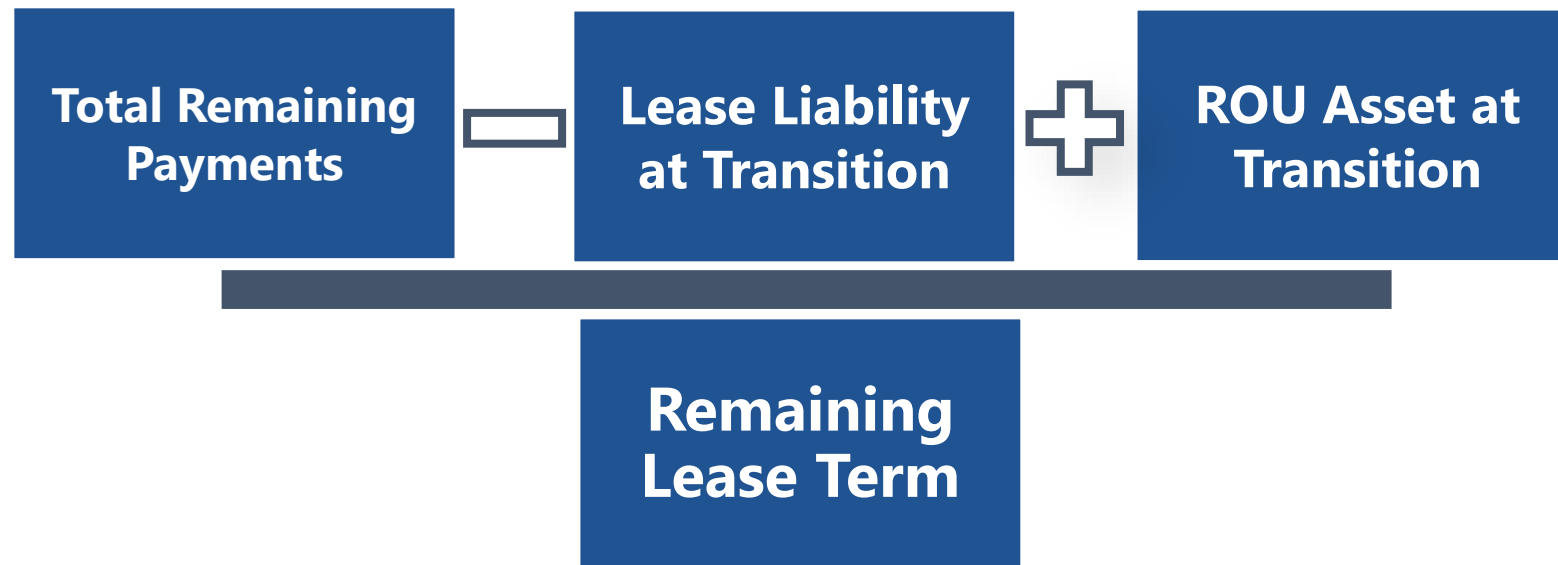 Total Remaining
Payments
Lease Liability
at Transition
ROU Asset at
Transition
Remaining
Lease Term